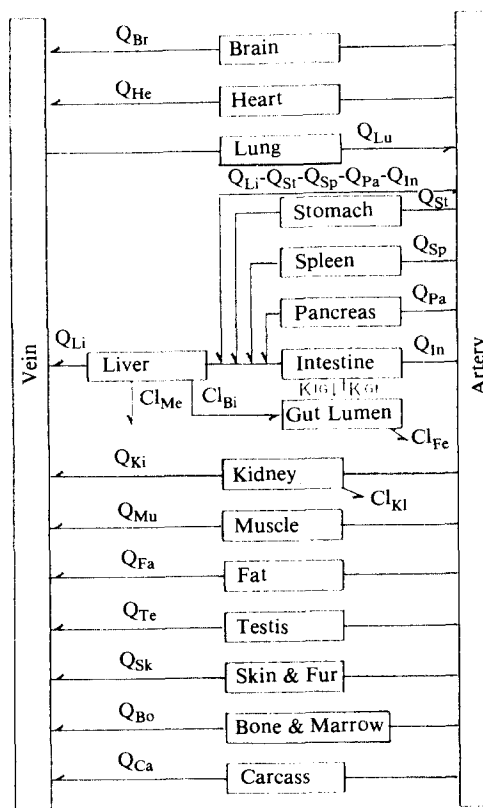 Q_Br
Brain
Q_He
Heart
Lung
Q_Lu
Q_Li-Q_St-Q_Sp-Q_Pa-Q_In
Stomach
Q_St
Spleen
Q_Sp
Pancreas
Q_Pa
Vein
Q_Li
Liver
Intestine
Q_In
Artery
Cl_Me
Cl_Bi
K_IG
K_GI
Gut Lumen
Cl_Fe
Q_Ki
Kidney
Cl_KI
Q_Mu
Muscle
Q_Fa
Fat
Q_Te
Testis
Q_Sk
Skin & Fur
Q_Bo
Bone & Marrow
Q_Ca
Carcass